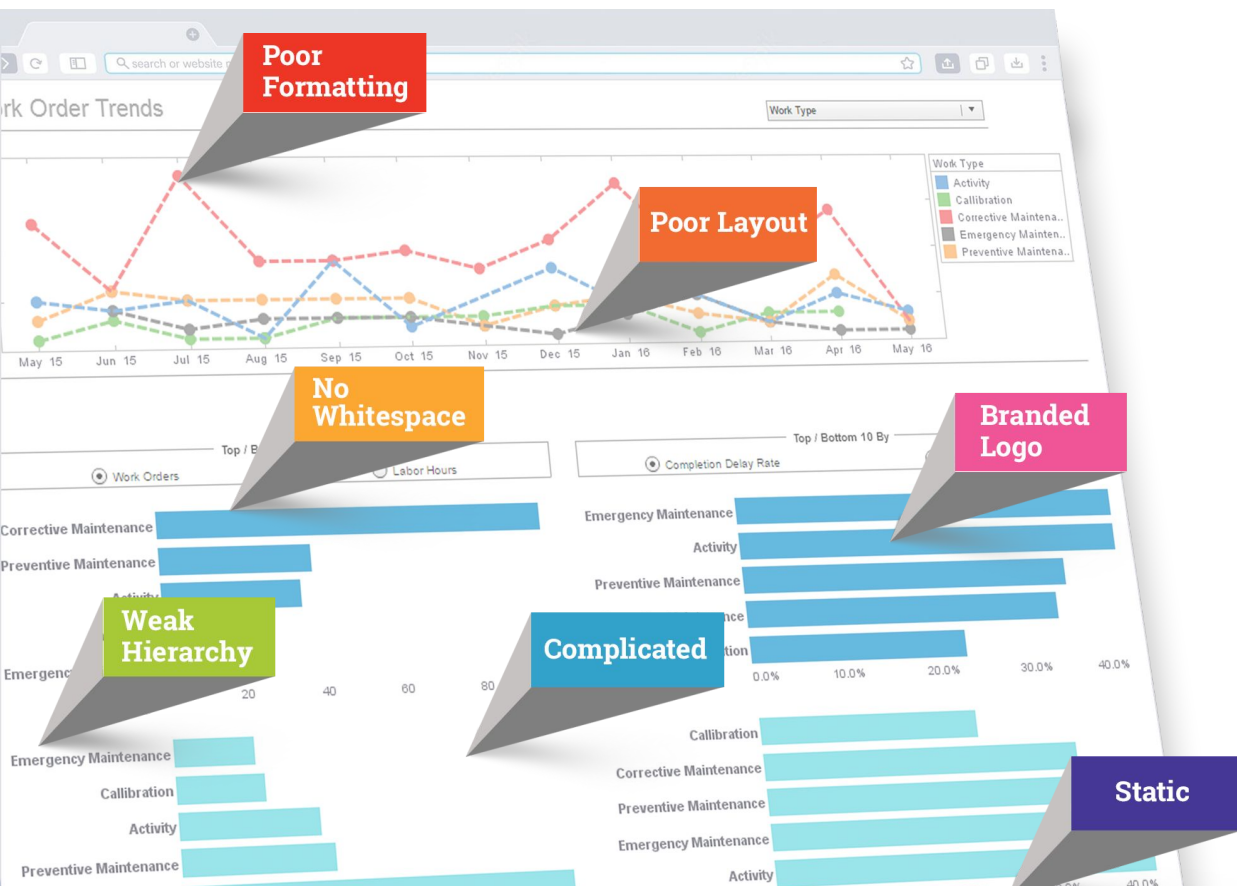 Poor
Formatting
search or website
rk Order Trends
Work Type
Work Type
Activity
Callibration
Corrective Maintena..
Emergency Mainten..
Preventive Maintena..
Poor Layout
May 15 Jun 15 Jul 15 Aug 15 Sep 15 Oct 15 Nov 15 Dec 15 Jan 16 Feb 16 Mar 16 Apr 16 May 16
No
Whitespace
Branded
Logo
Top / B
Work Orders
Labor Hours
Top / Bottom 10 By
Completion Delay Rate
Corrective Maintenance
Preventive Maintenance
Activity
Emergenc
20 40 60 80
Emergency Maintenance
Activity
Preventive Maintenance
nce
tion
0.0% 10.0% 20.0% 30.0% 40.0%
Weak
Hierarchy
Complicated
Emergency Maintenance
Callibration
Activity
Preventive Maintenance
Callibration
Corrective Maintenance
Preventive Maintenance
Emergency Maintenance
Activity
40.0%
Static